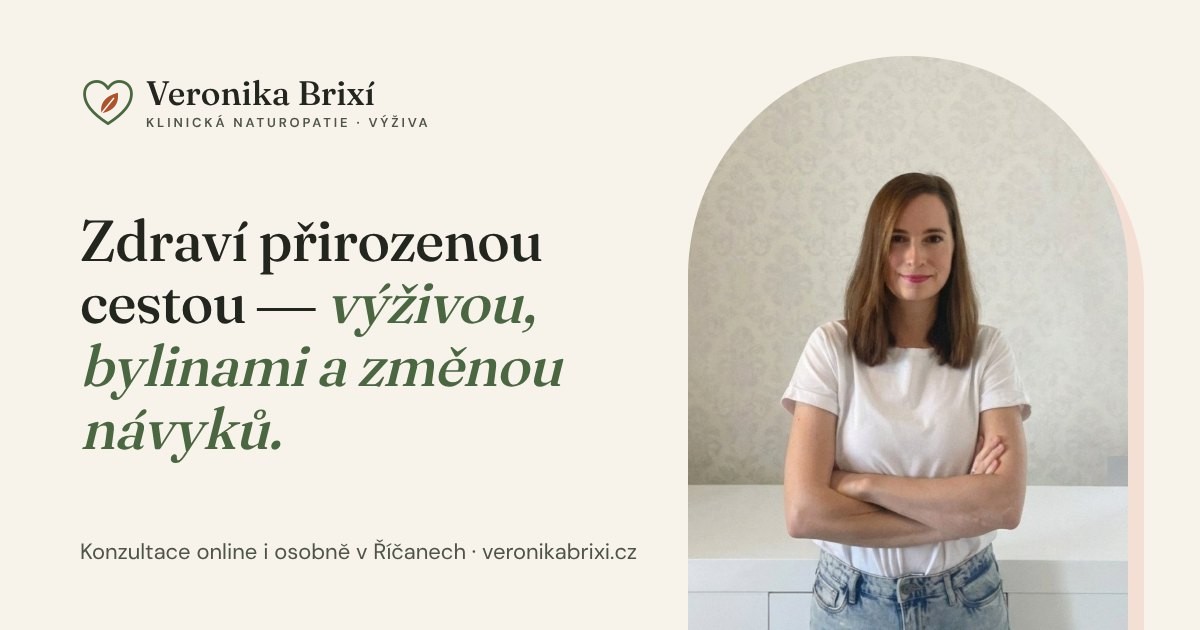 Veronika Brixí
KLINICKÁ NATUROPATIE · VÝŽIVA
Zdraví přirozenou
cestou — výživou,
bylinami a změnou
návyků.
Konzultace online i osobně v Říčanech · veronikabrixi.cz